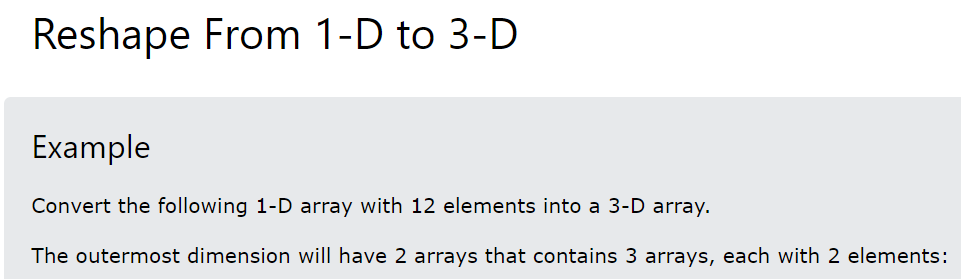 Reshape From 1-D to 3-D
Example
Convert the following 1-D array with 12 elements into a 3-D array.
The outermost dimension will have 2 arrays that contains 3 arrays, each with 2 elements: